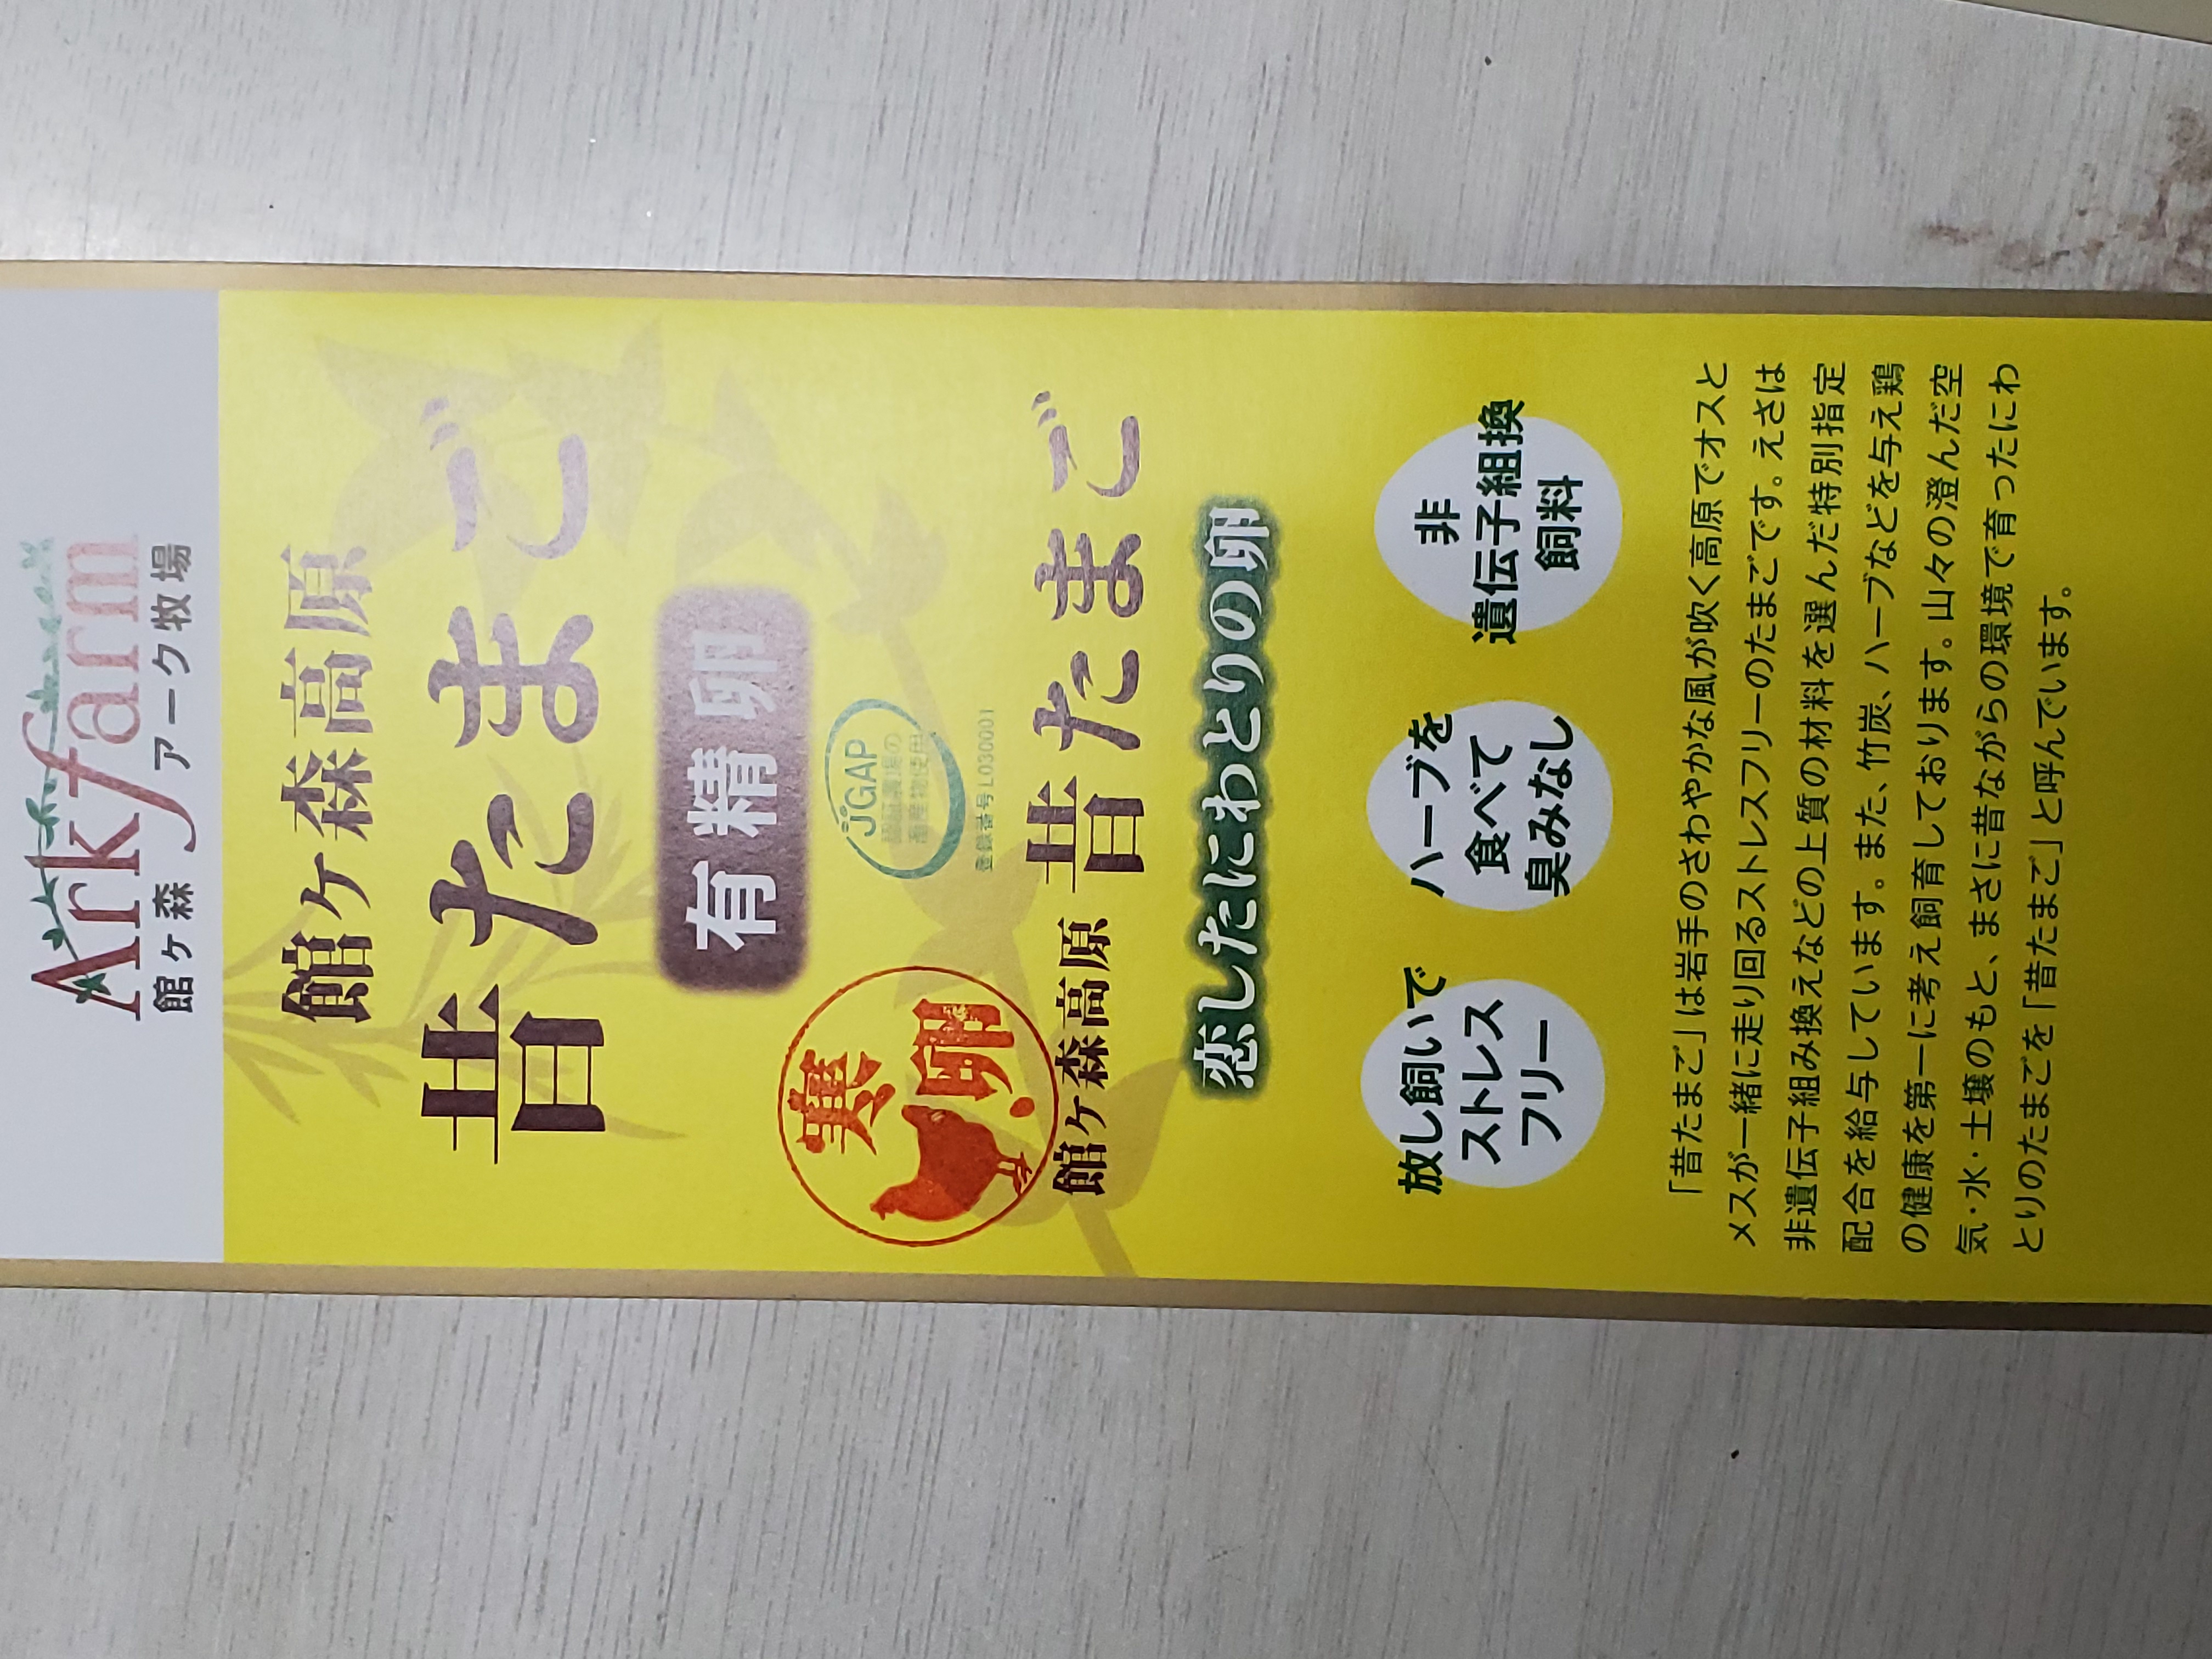 Ark farm
館ヶ森 アーク牧場
館ケ森高原
昔たまご
有精卵
JGAP
認証農場の
畜産物使用
登録番号L030001
寒
卵
館ケ森高原 昔たまご
恋したにわとりの卵
放し飼いで
ストレス
フリー
ハーブを
食べて
臭みなし
非
遺伝子組換
飼料
「昔たまご」は岩手のさわやかな風が吹く高原でオスと
メスが一緒に走り回るストレスフリーのたまごです。えさは
非遺伝子組み換えなどの上質の材料を選んだ特別指定
配合を給与しています。また、竹炭、ハーブなどを与え鶏
の健康を第一に考え飼育しております。山々の澄んだ空
気・水・土壌のもと、まさに昔ながらの環境で育ったにわ
とりのたまごを「昔たまご」と呼んでいます。